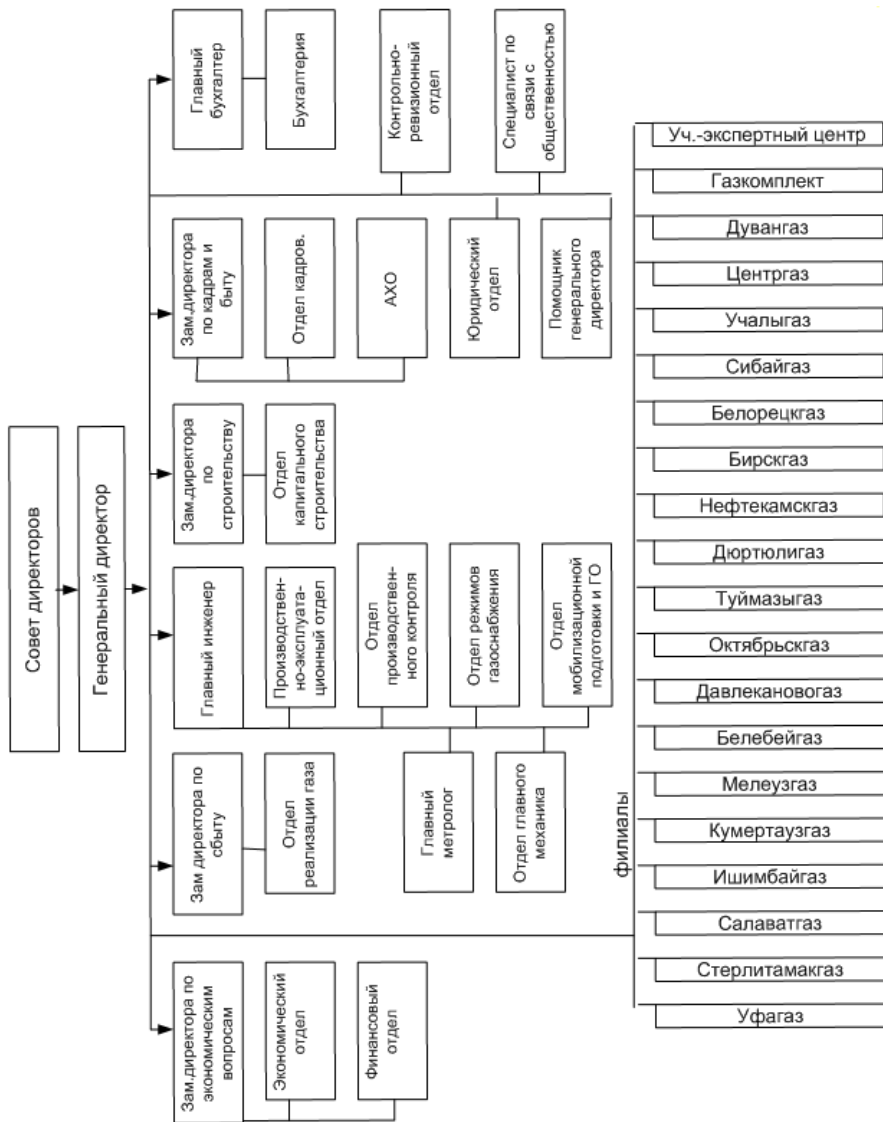 Совет директоров
Генеральный директор
Зам.директора по
экономическим
вопросам
Экономический
отдел
Финансовый
отдел
Зам директора по
сбыту
Отдел
реализации газа
Главный инженер
Производствен-
но-эксплуата-
ционный отдел
Отдел
производствен-
ного контроля
Отдел режимов
газоснабжения
Отдел
мобилизационной
подготовки и ГО
Главный
метролог
Отдел главного
механика
Зам.директора
по
строительству
Отдел
капитального
строительства
Зам.директора
по кадрам и
быту
Отдел кадров.
АХО
Юридический
отдел
Помощник
генерального
директора
Главный
бухгалтер
Бухгалтерия
Контрольно-
ревизионный
отдел
Специалист по
связи с
общественностью
филиалы
Уч.-экспертный центр
Газкомплект
Дувангаз
Центргаз
Учалыгаз
Сибайгаз
Белорецкгаз
Бирскгаз
Нефтекамскгаз
Дюртюлигаз
Туймазыгаз
Октябрьскгаз
Давлекановогаз
Белебейгаз
Мелеузгаз
Кумертаузгаз
Ишимбайгаз
Салаватгаз
Стерлитамакгаз
Уфагаз